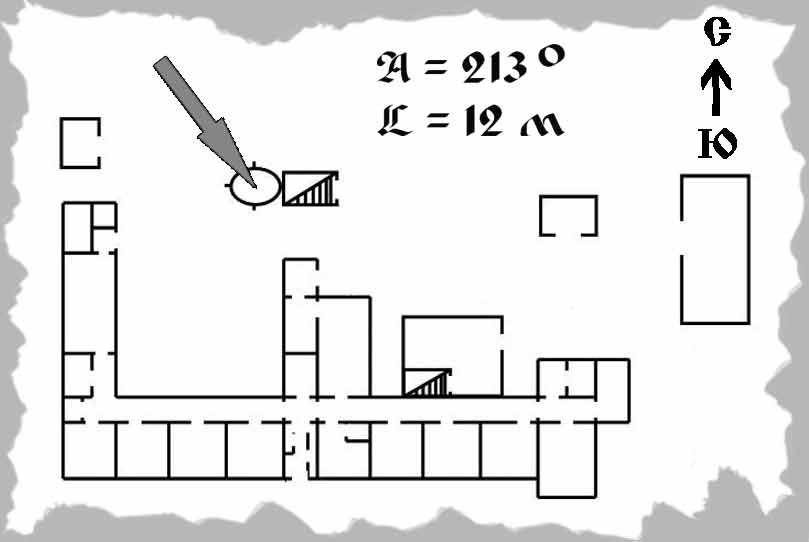 A = 213°
L = 12 м
С
Ю